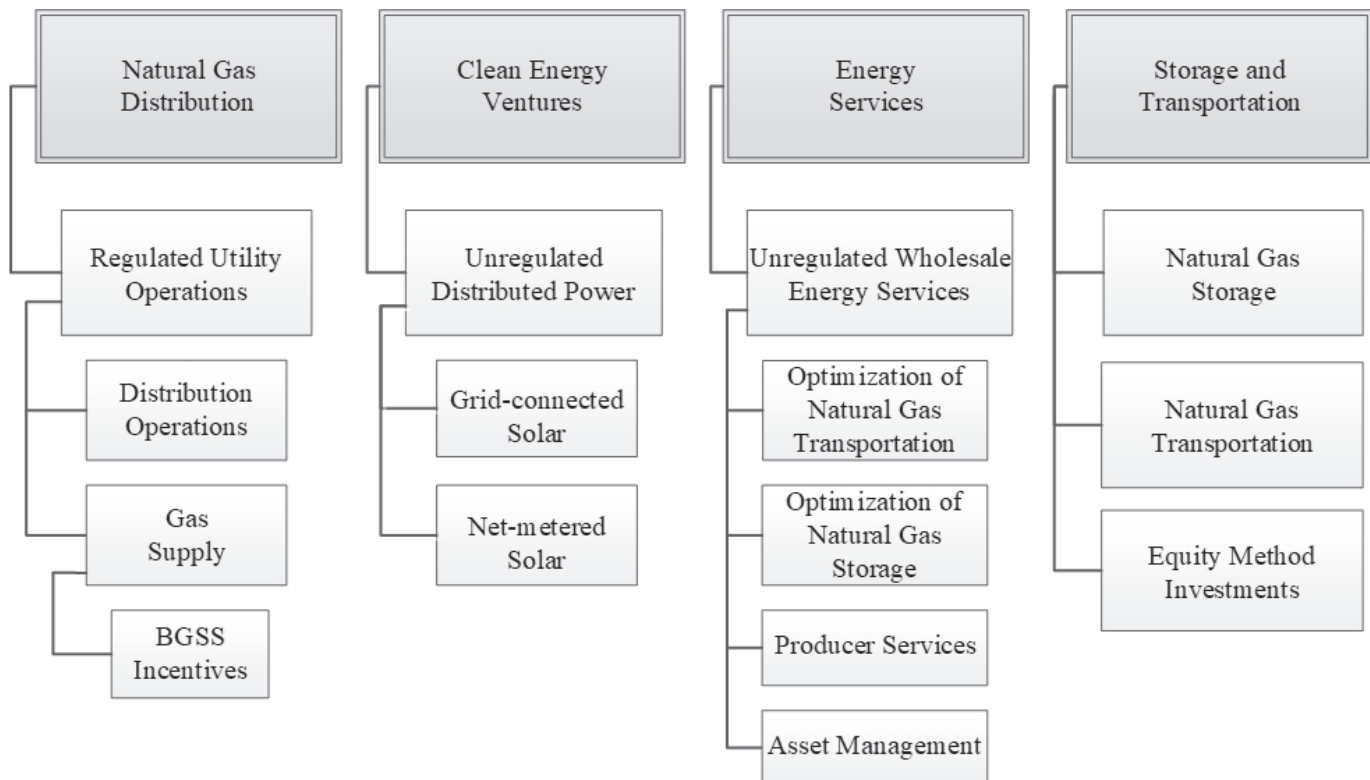 Natural Gas
Distribution
Regulated Utility
Operations
Distribution
Operations
Gas
Supply
BGSS
Incentives
Clean Energy
Ventures
Unregulated
Distributed Power
Grid-connected
Solar
Net-metered
Solar
Energy
Services
Unregulated Wholesale
Energy Services
Optimization of
Natural Gas
Transportation
Optimization of
Natural Gas
Storage
Producer Services
Asset Management
Storage and
Transportation
Natural Gas
Storage
Natural Gas
Transportation
Equity Method
Investments